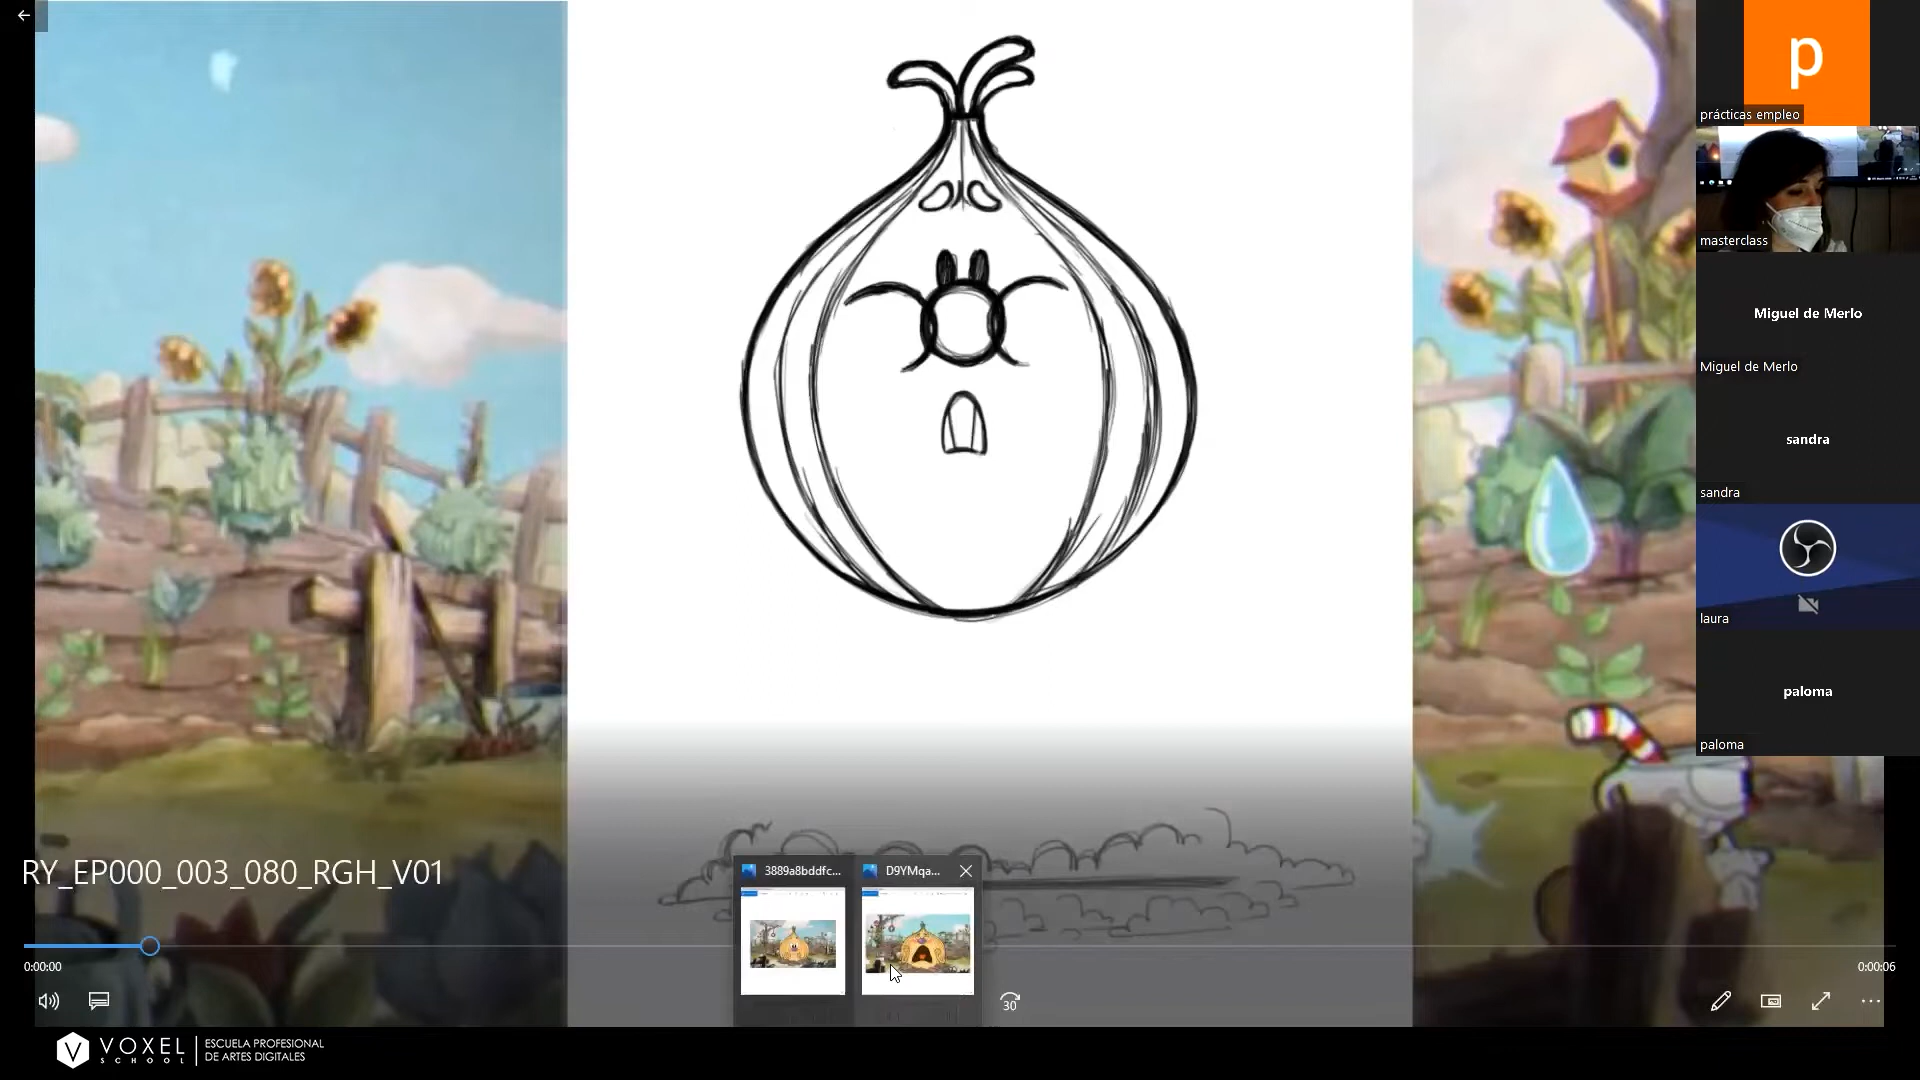 p
prácticas empleo
masterclass
Miguel de Merlo
Miguel de Merlo
sandra
sandra
laura
paloma
paloma
RY_EP000_003_080_RGH_V01
3889a8bddfc...
D9YMqa...
0:00:00
0:00:06
30
VOXEL
SCHOOL
ESCUELA PROFESIONAL
DE ARTES DIGITALES